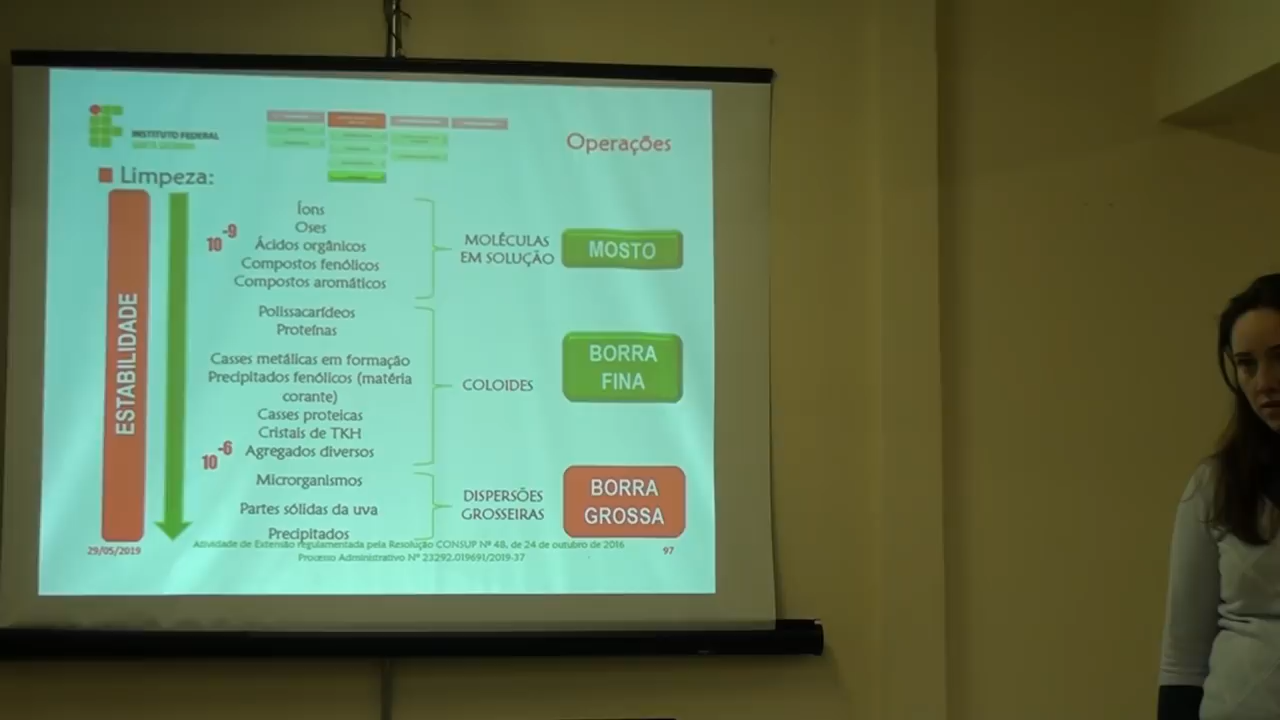 INSTITUTO FEDERAL
Operações
Limpeza:
ESTABILIDADE
10-9
Íons
Oses
Ácidos orgânicos
Compostos fenólicos
Compostos aromáticos
MOLÉCULAS
EM SOLUÇÃO
MOSTO
Polissacarídeos
Proteínas
Casses metálicas em formação
Precipitados fenólicos (matéria
corante)
Casses proteicas
Cristais de TKH
Agregados diversos
COLOIDES
BORRA
FINA
10-6
Microrganismos
Partes sólidas da uva
Precipitados
DISPERSÕES
GROSSEIRAS
BORRA
GROSSA
29/05/2019
Atividade de Extensão regulamentada pela Resolução CONSUP Nº 48, de 24 de outubro de 2016
Processo Administrativo Nº 23292.019691/2019-37
97